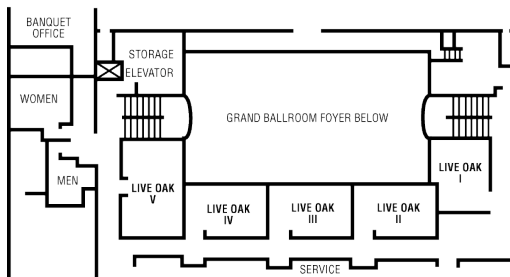 BANQUET
OFFICE
STORAGE
ELEVATOR
WOMEN
GRAND BALLROOM FOYER BELOW
MEN
LIVE OAK
V
LIVE OAK
I
LIVE OAK
IV
LIVE OAK
III
LIVE OAK
II
SERVICE